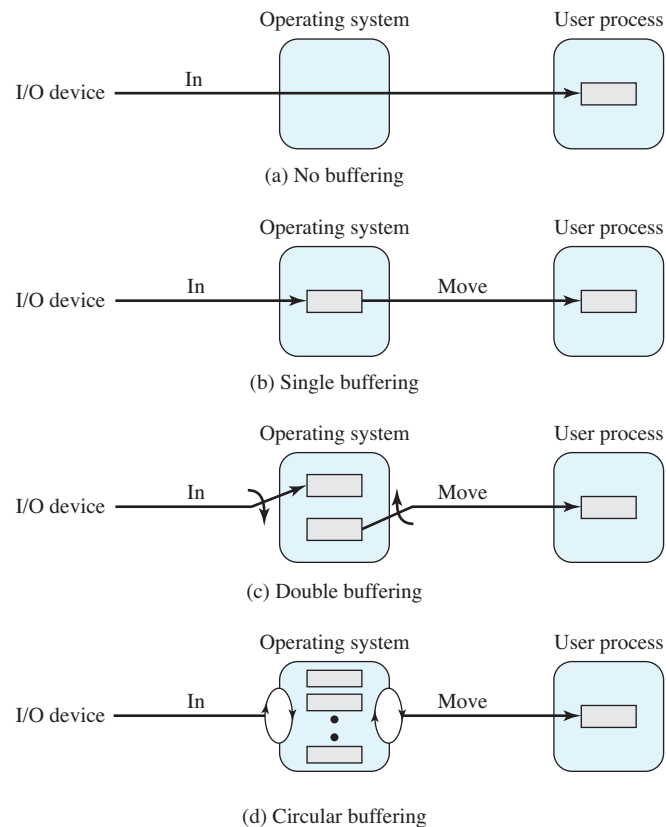 Operating system User process
In
I/O device
(a) No buffering
Operating system User process
In Move
I/O device
(b) Single buffering
Operating system User process
In Move
I/O device
(c) Double buffering
Operating system User process
In Move
I/O device
(d) Circular buffering